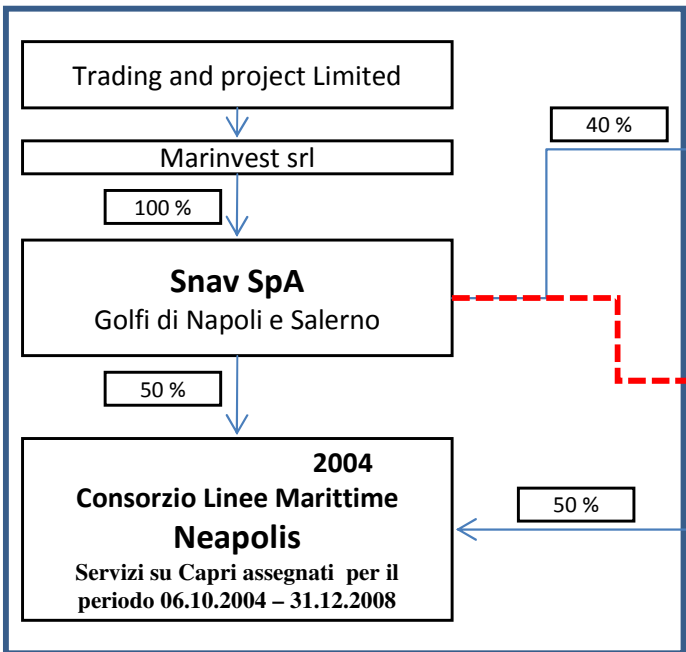 Trading and project Limited
40 %
Marinvest srl
100 %
Snav SpA
Golfi di Napoli e Salerno
50 %
2004
Consorzio Linee Marittime
Neapolis
Servizi su Capri assegnati per il
periodo 06.10.2004 – 31.12.2008
50 %